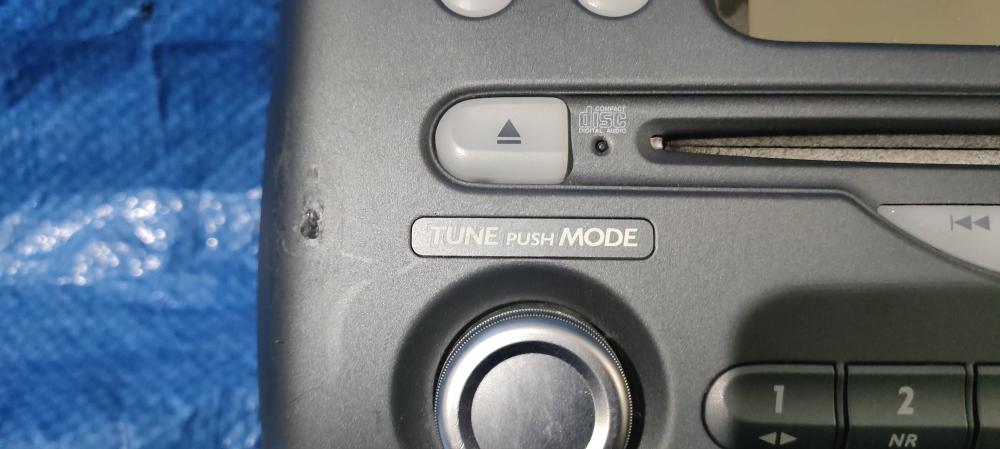 COMPACT
disc
DIGITAL AUDIO
TUNE PUSH MODE
1
2
NR